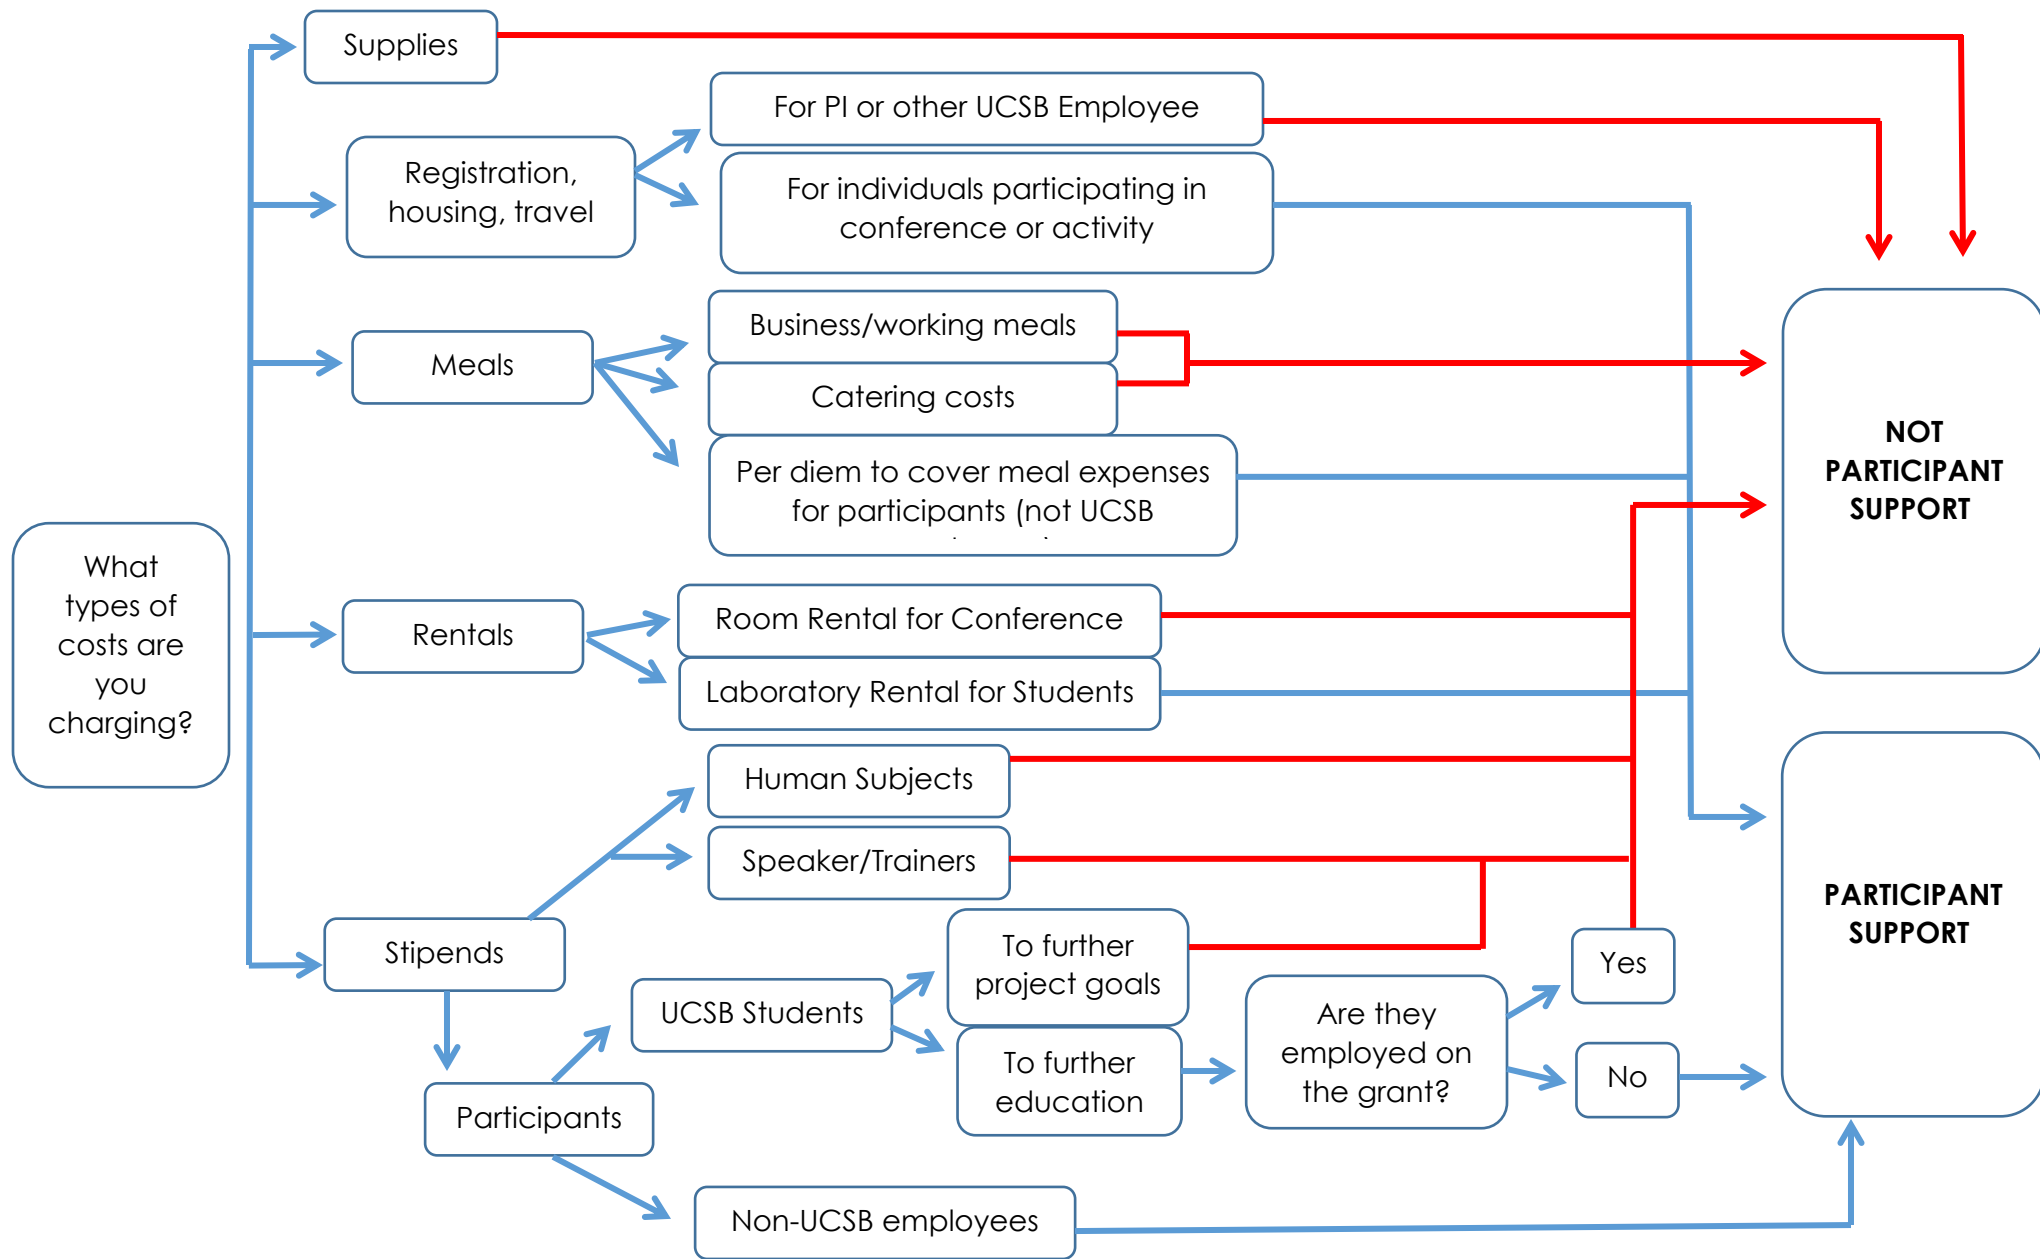 Supplies
For PI or other UCSB Employee
Registration,
housing, travel
For individuals participating in
conference or activity
Business/working meals
Meals
Catering costs
Per diem to cover meal expenses
for participants (not UCSB
NOT
PARTICIPANT
SUPPORT
What
types of
costs are
you
charging?
Rentals
Room Rental for Conference
Laboratory Rental for Students
Human Subjects
Speaker/Trainers
PARTICIPANT
SUPPORT
Stipends
To further
project goals
Yes
UCSB Students
Are they
employed on
the grant?
To further
education
No
Participants
Non-UCSB employees